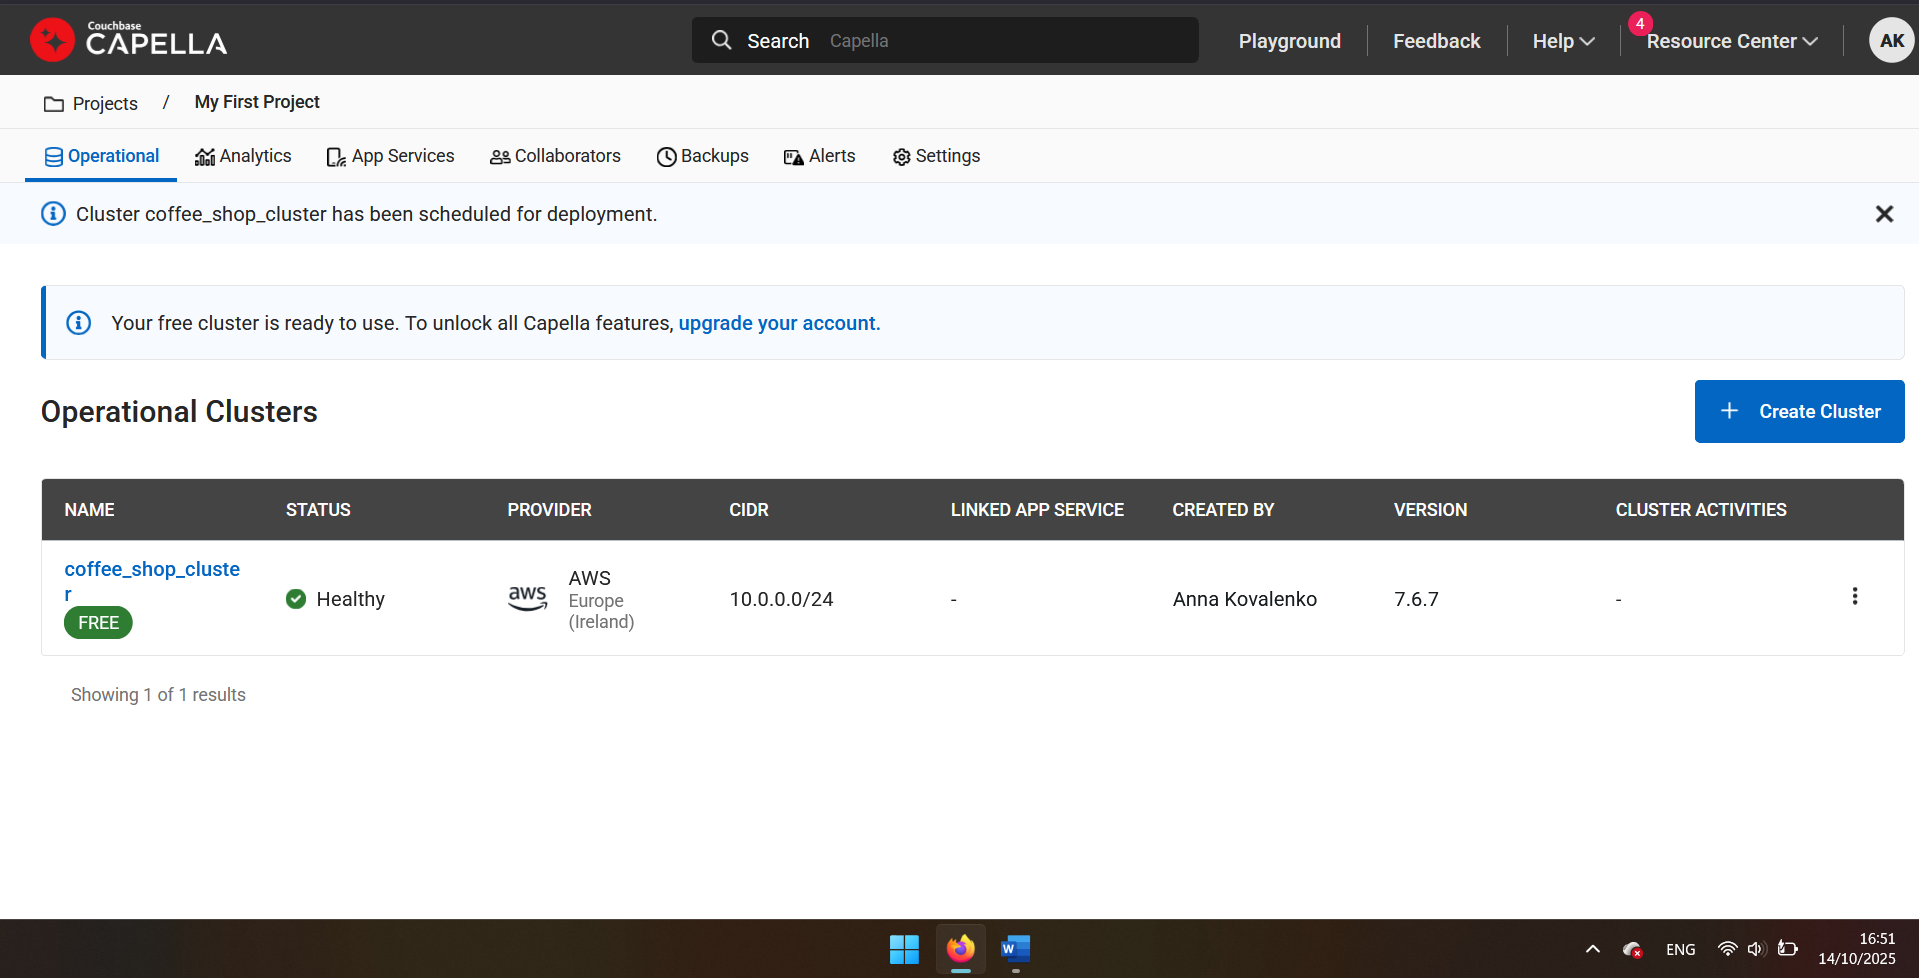 Couchbase
CAPELLA
Search Capella
Playground
Feedback
Help
4
Resource Center
AK
Projects / My First Project
Operational
Analytics
App Services
Collaborators
Backups
Alerts
Settings
Cluster coffee_shop_cluster has been scheduled for deployment.
Your free cluster is ready to use. To unlock all Capella features, upgrade your account.
Operational Clusters
+ Create Cluster
NAME STATUS PROVIDER CIDR LINKED APP SERVICE CREATED BY VERSION CLUSTER ACTIVITIES
coffee_shop_cluste
r
FREE
Healthy
aws
AWS
Europe
(Ireland)
10.0.0.0/24
-
Anna Kovalenko
7.6.7
-
Showing 1 of 1 results
W
ENG
16:51
14/10/2025